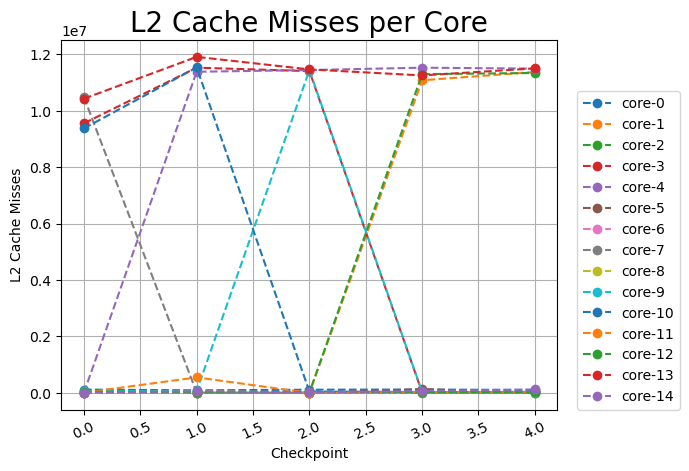 L2 Cache Misses per Core
1e7
1.2
1.0
0.8
0.6
0.4
0.2
0.0
L2 Cache Misses
0.0 0.5 1.0 1.5 2.0 2.5 3.0 3.5 4.0
Checkpoint
core-0
core-1
core-2
core-3
core-4
core-5
core-6
core-7
core-8
core-9
core-10
core-11
core-12
core-13
core-14